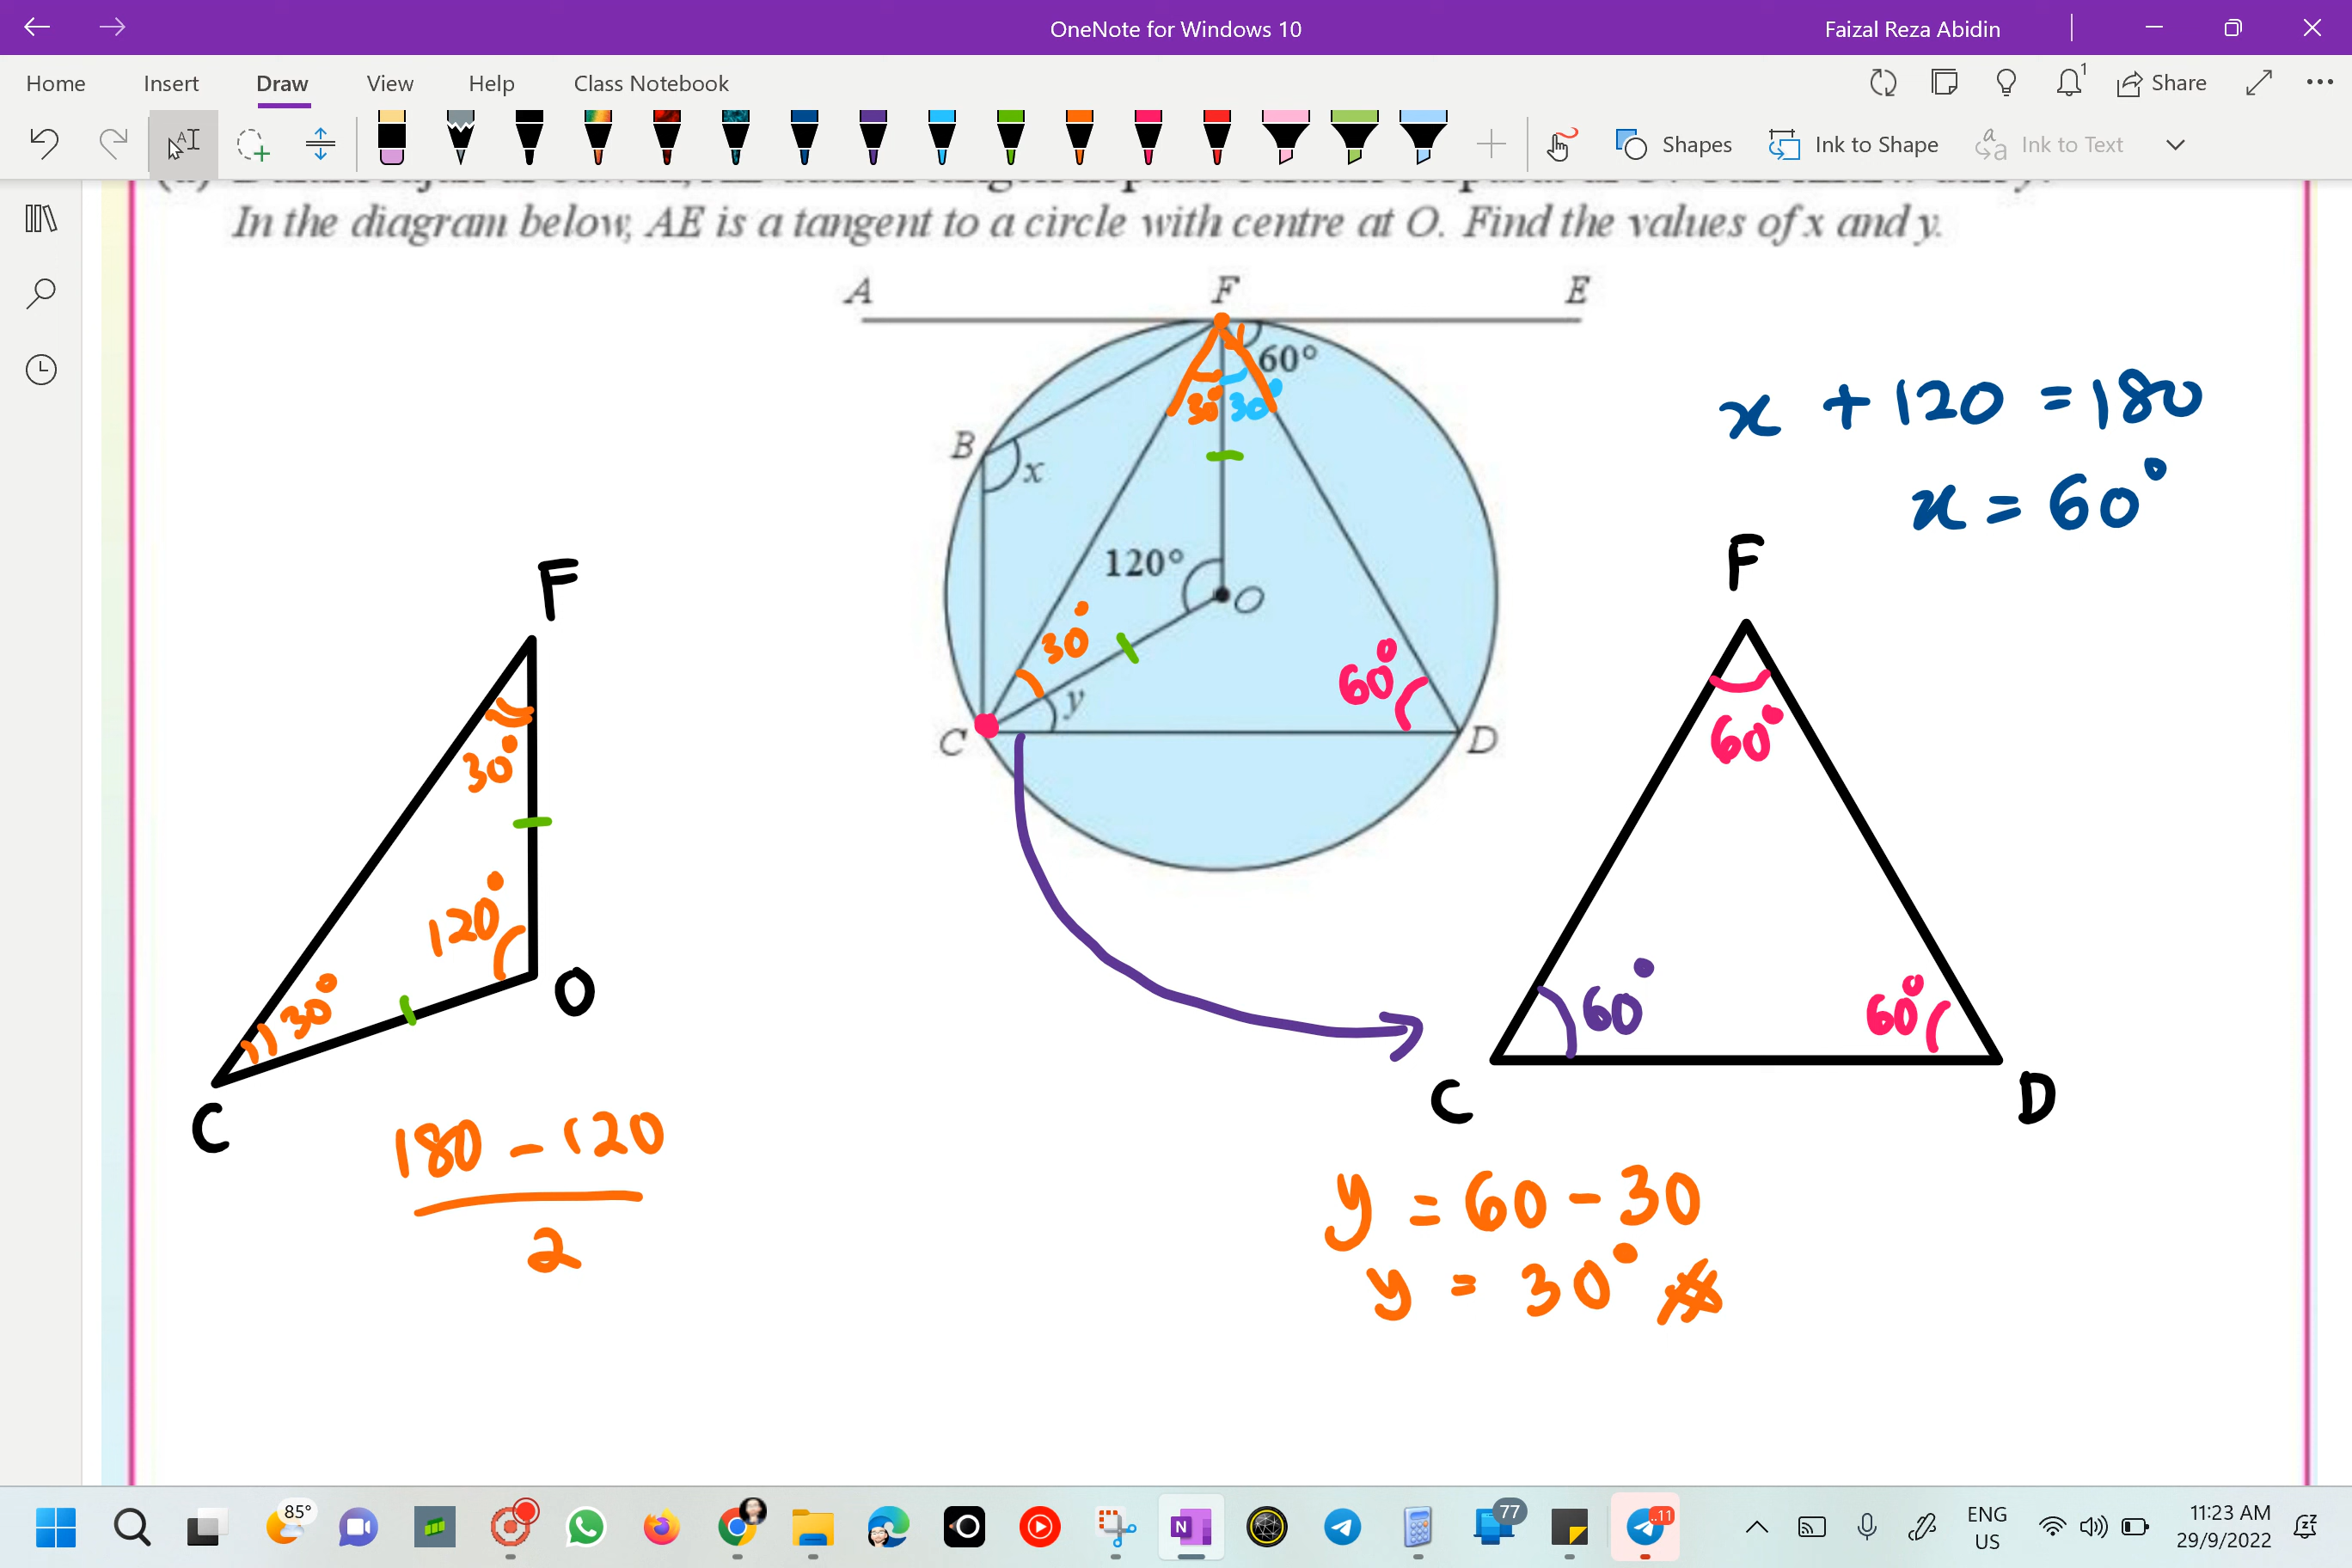 OneNote for Windows 10
Faizal Reza Abidin
Home Insert Draw View Help Class Notebook
1
Share
Shapes
Ink to Shape
Ink to Text
In the diagram below, AE is a tangent to a circle with centre at O. Find the values of x and y.
A F E
60°
30° 30°
B
x
120°
O
30°
y
60°
C D
x + 120 = 180
x = 60°
F
30°
120°
30°
O
C
180 - 120
2
F
60°
60°
60°
C D
y = 60 - 30
y = 30° #
85°
77
11
ENG
US
11:23 AM
29/9/2022